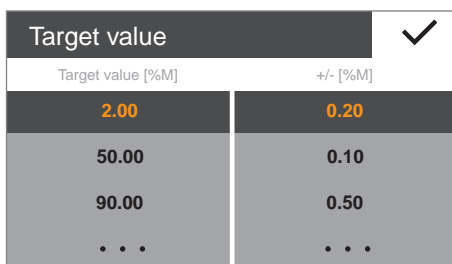 Target value
Target value [%M] +/- [%M]
2.00 0.20
50.00 0.10
90.00 0.50
• • • • • •